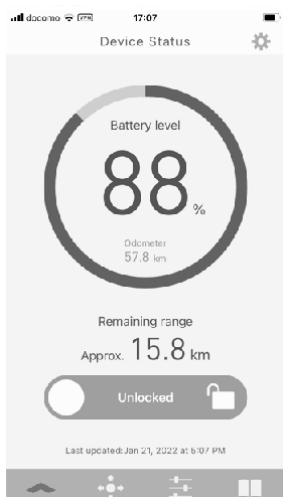 docomo VPN 17:07
Device Status
Battery level
88 %
Odometer
57.8 km
Remaining range
Approx. 15.8 km
Unlocked
Last updated:Jan 21, 2022 at 5:07 PM